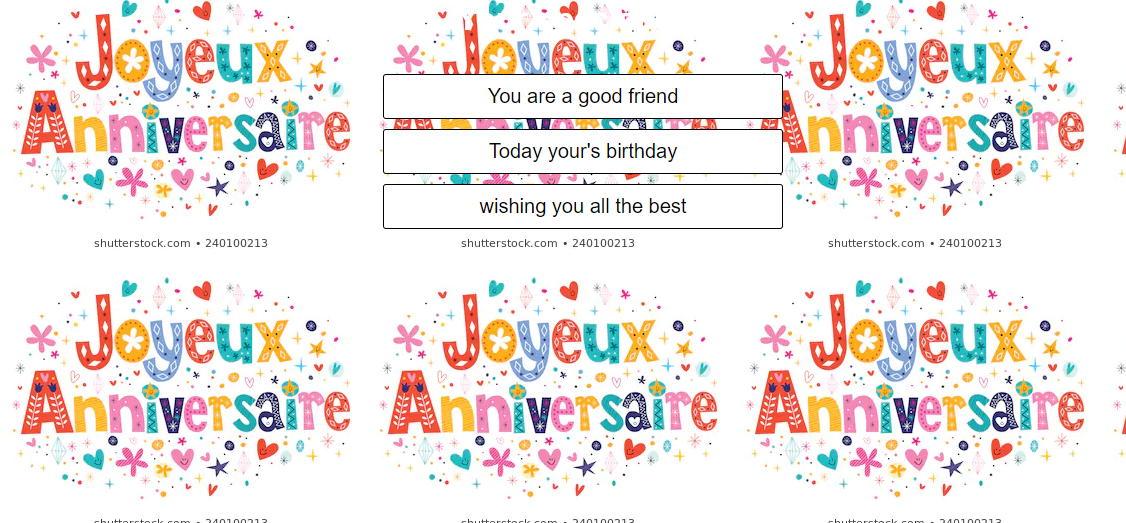 Joyeux Joyeux Joyeux
Anniversaire Anniversaire
You are a good friend
Today your's birthday
wishing you all the best
shutterstock.com • 240100213 shutterstock.com • 240100213 shutterstock.com • 240100213
Joyeux Joyeux Joyeux
Anniversaire Anniversaire Anniversaire
shutterstock.com • 240100213 shutterstock.com • 240100213 shutterstock.com • 240100213